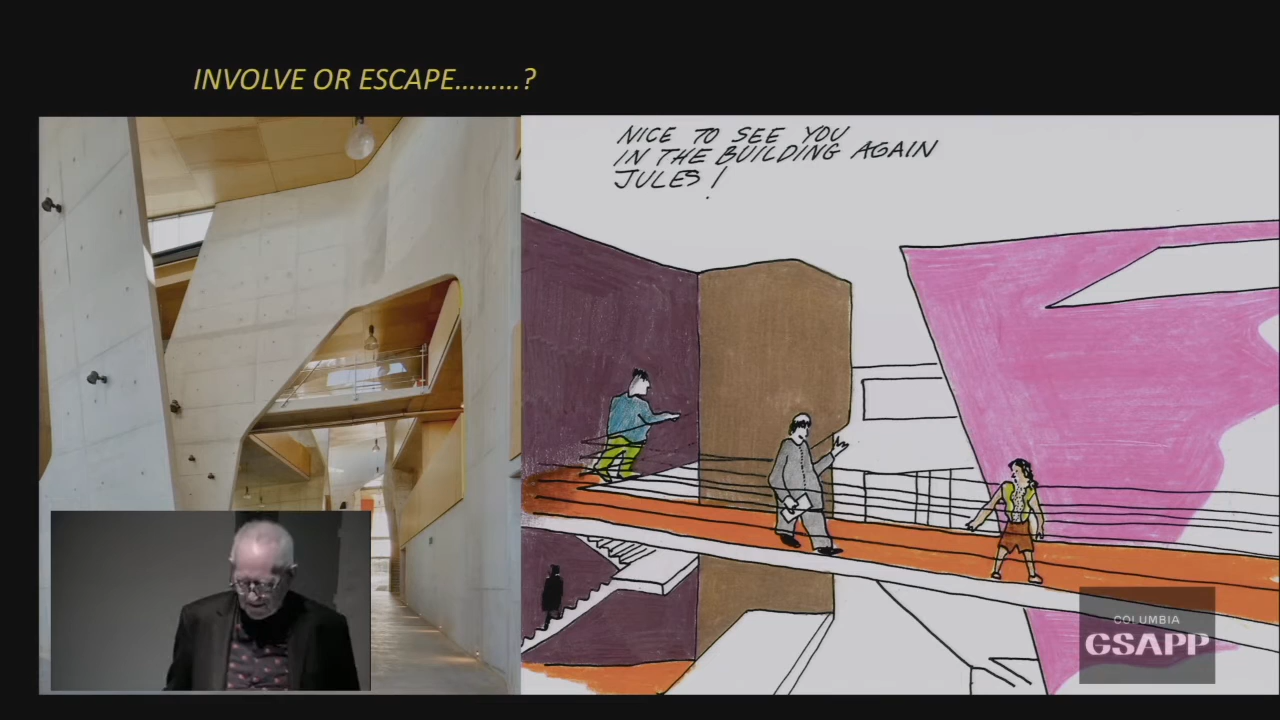 INVOLVE OR ESCAPE.........?
NICE TO SEE YOU
IN THE BUILDING AGAIN
JULES!
COLUMBIA
GSAPP